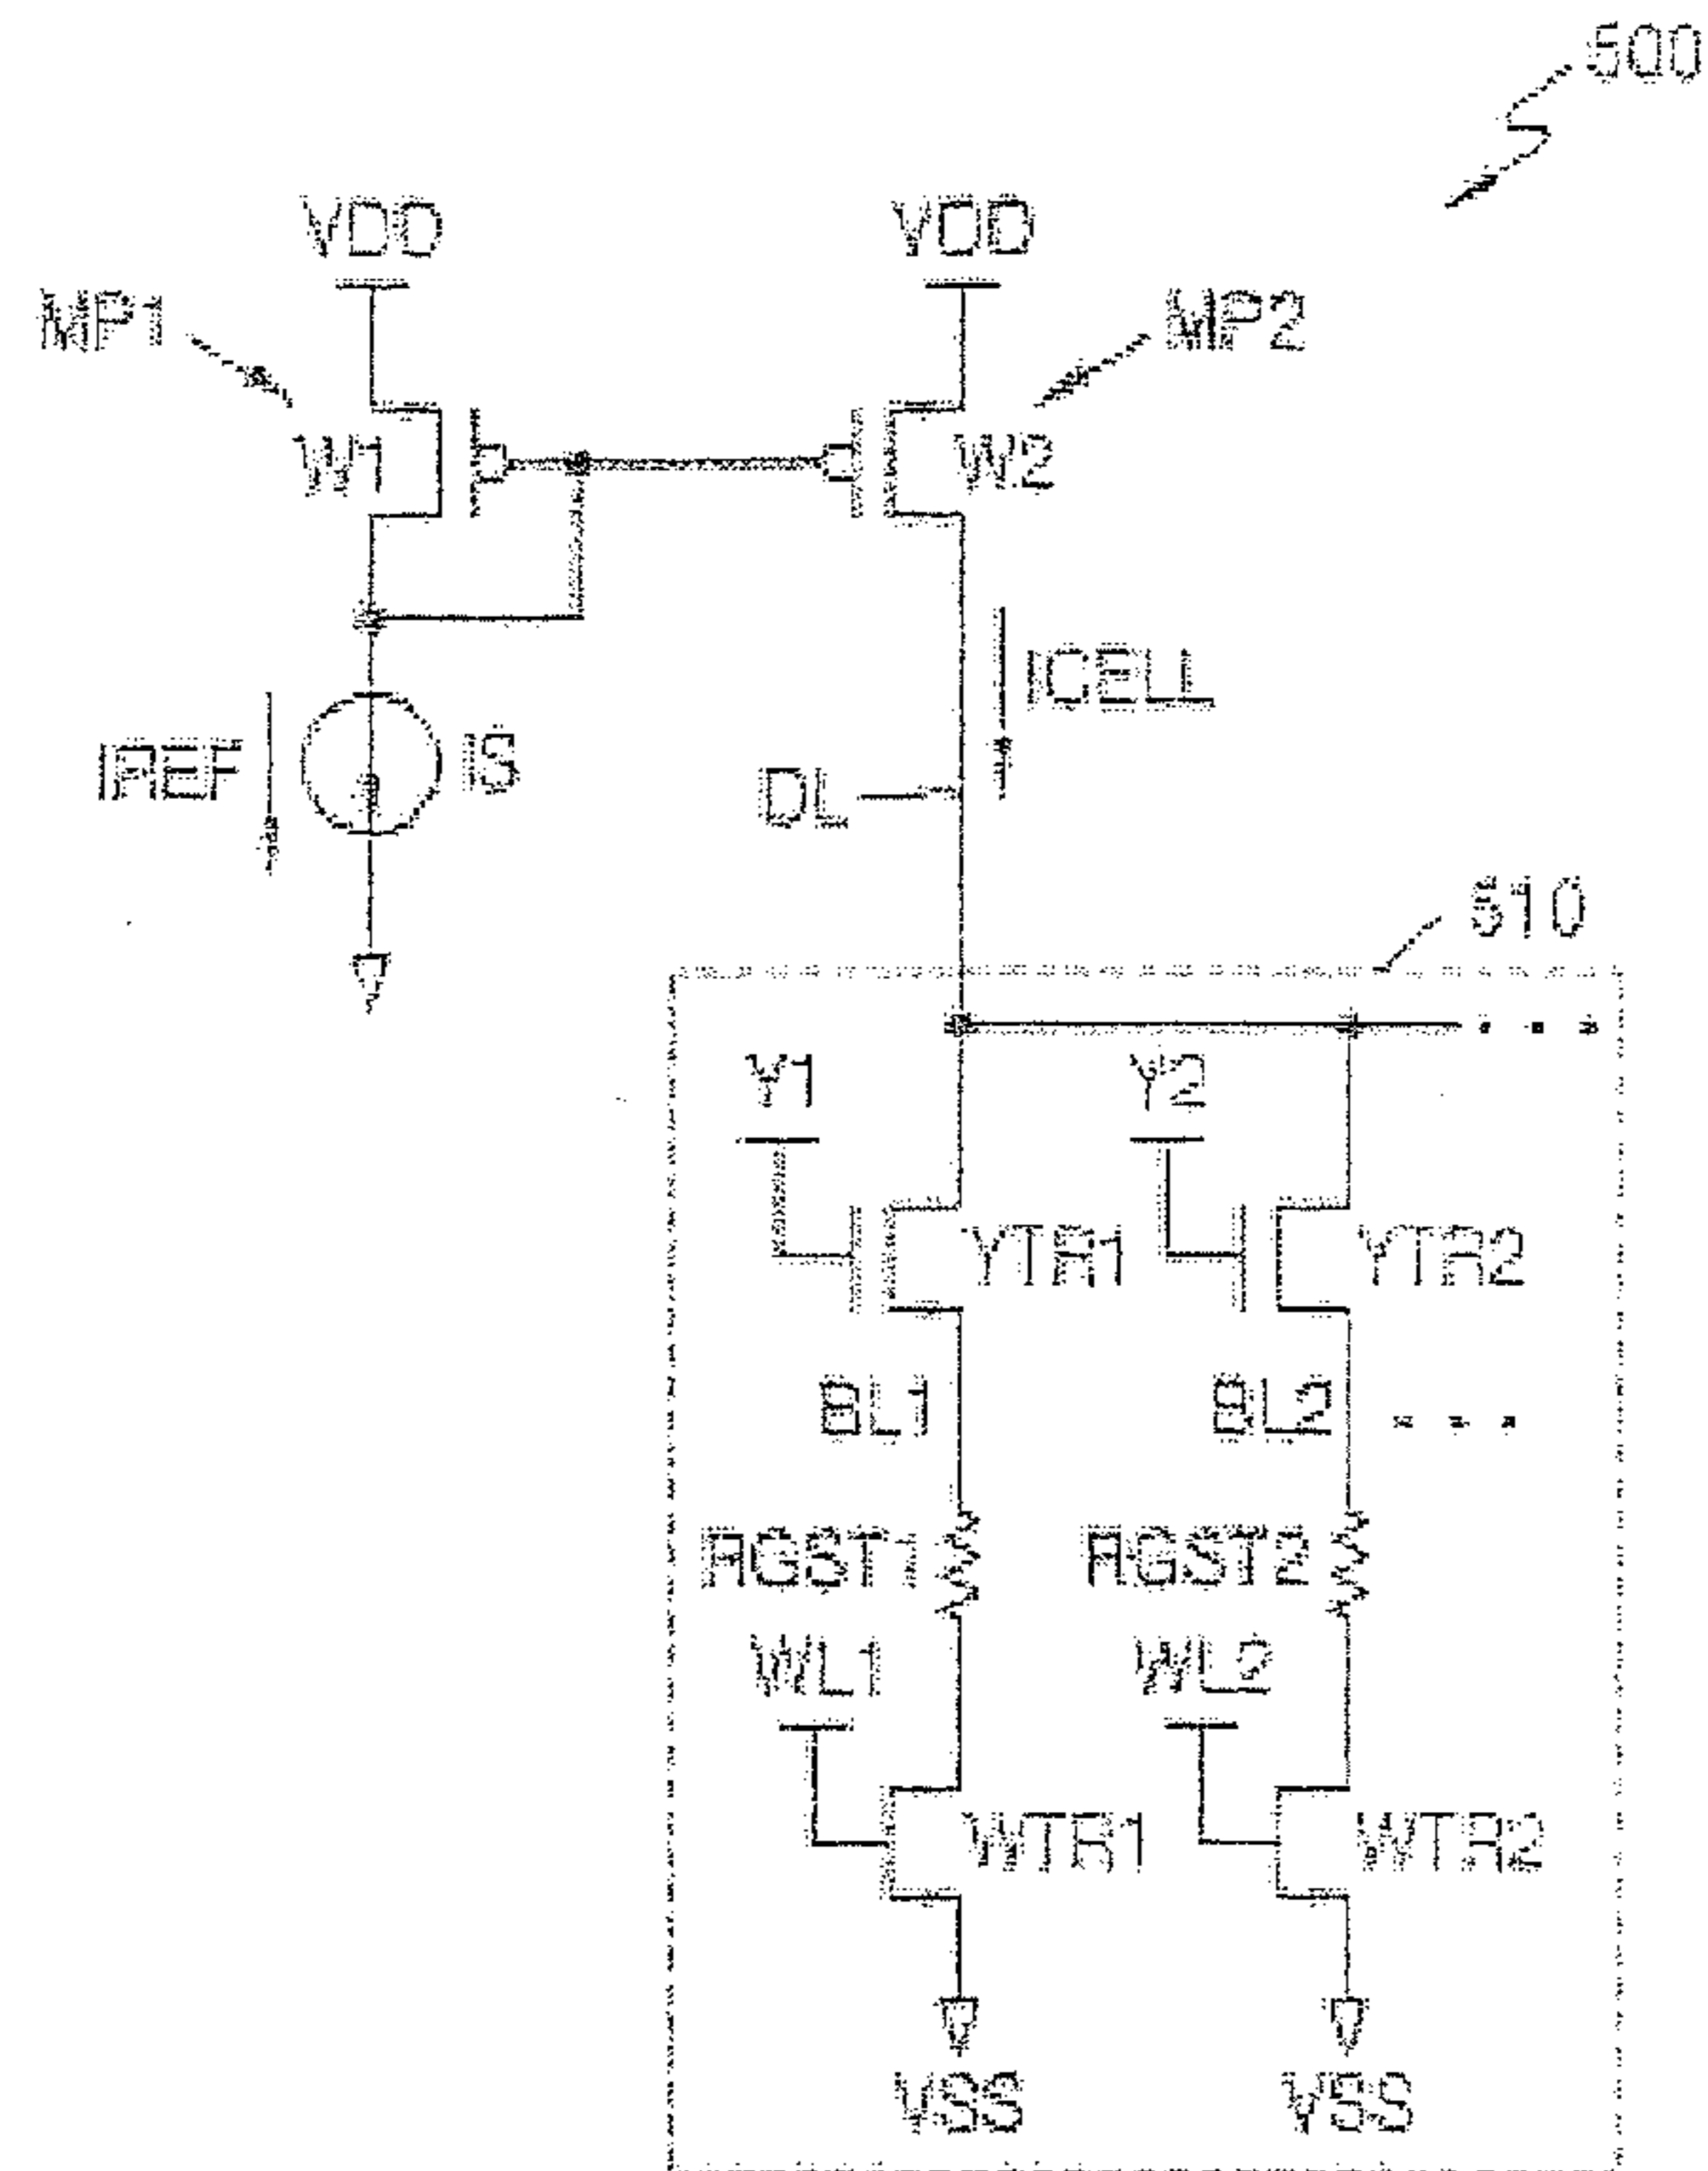 500
VDD VDD
MP1 MP2
W1 W2
ICELL
IREF IS
DL
510
Y1 Y2
YTR1 YTR2
BL1 BL2
RGST1 RGST2
WL1 WL2
WTR1 WTR2
VSS VSS